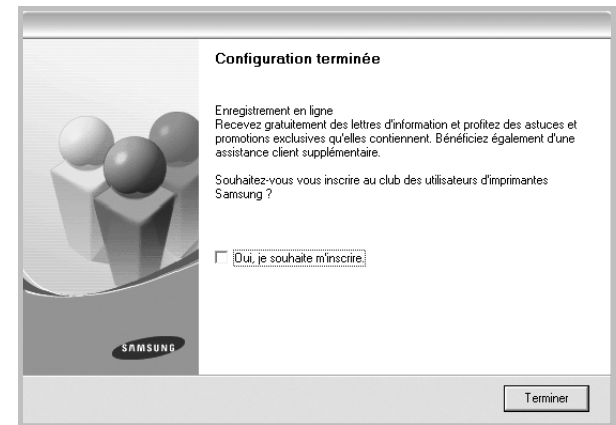 Configuration terminée
Enregistrement en ligne
Recevez gratuitement des lettres d'information et profitez des astuces et
promotions exclusives qu'elles contiennent. Bénéficiez également d'une
assistance client supplémentaire.
Souhaitez-vous vous inscrire au club des utilisateurs d'imprimantes
Samsung ?
Oui, je souhaite m'inscrire.
SAMSUNG
Terminer